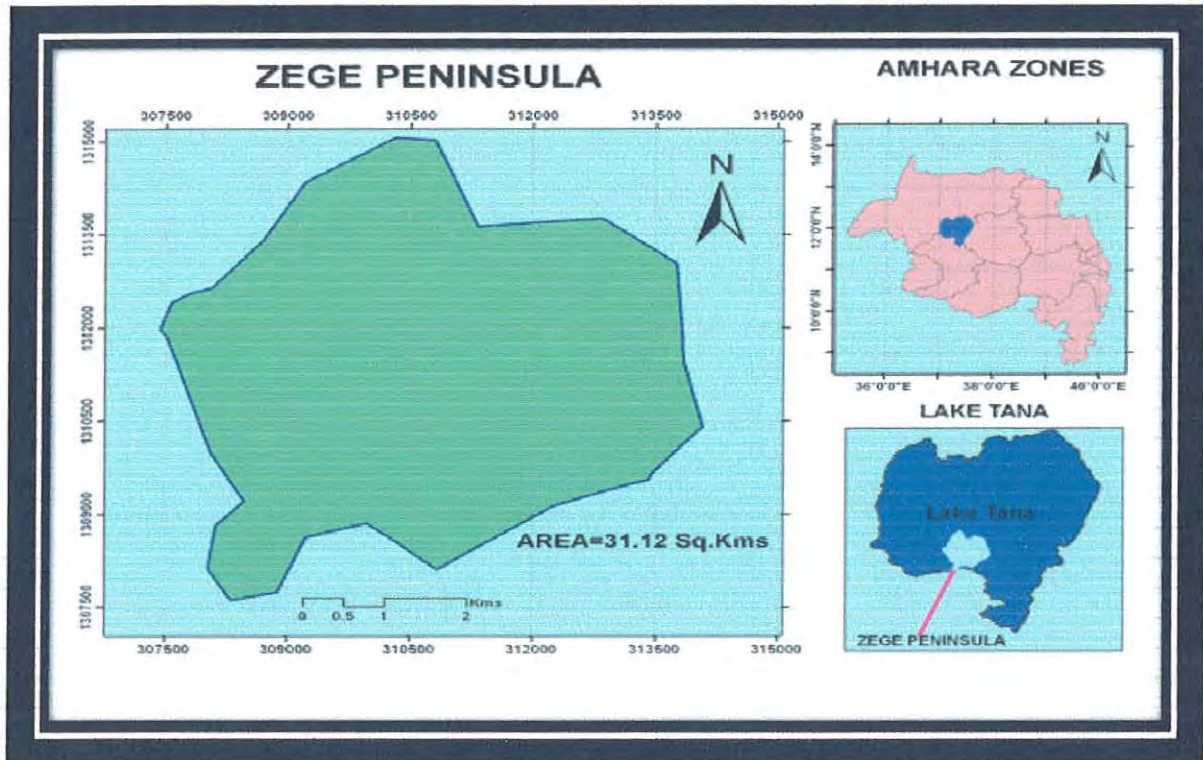 ZEGE PENINSULA
307500 309000 310500 312000 313500 315000
N
1315000
1313500
1312000
1310500
1309000
1307500
AREA=31.12 Sq.Kms
Kms
0 0.5 1 2
307500 309000 310500 312000 313500 315000
AMHARA ZONES
N
14°0'0"N
12°0'0"N
10°0'0"N
36°0'0"E 38°0'0"E 40°0'0"E
LAKE TANA
Lake Tana
ZEGE PENINSULA